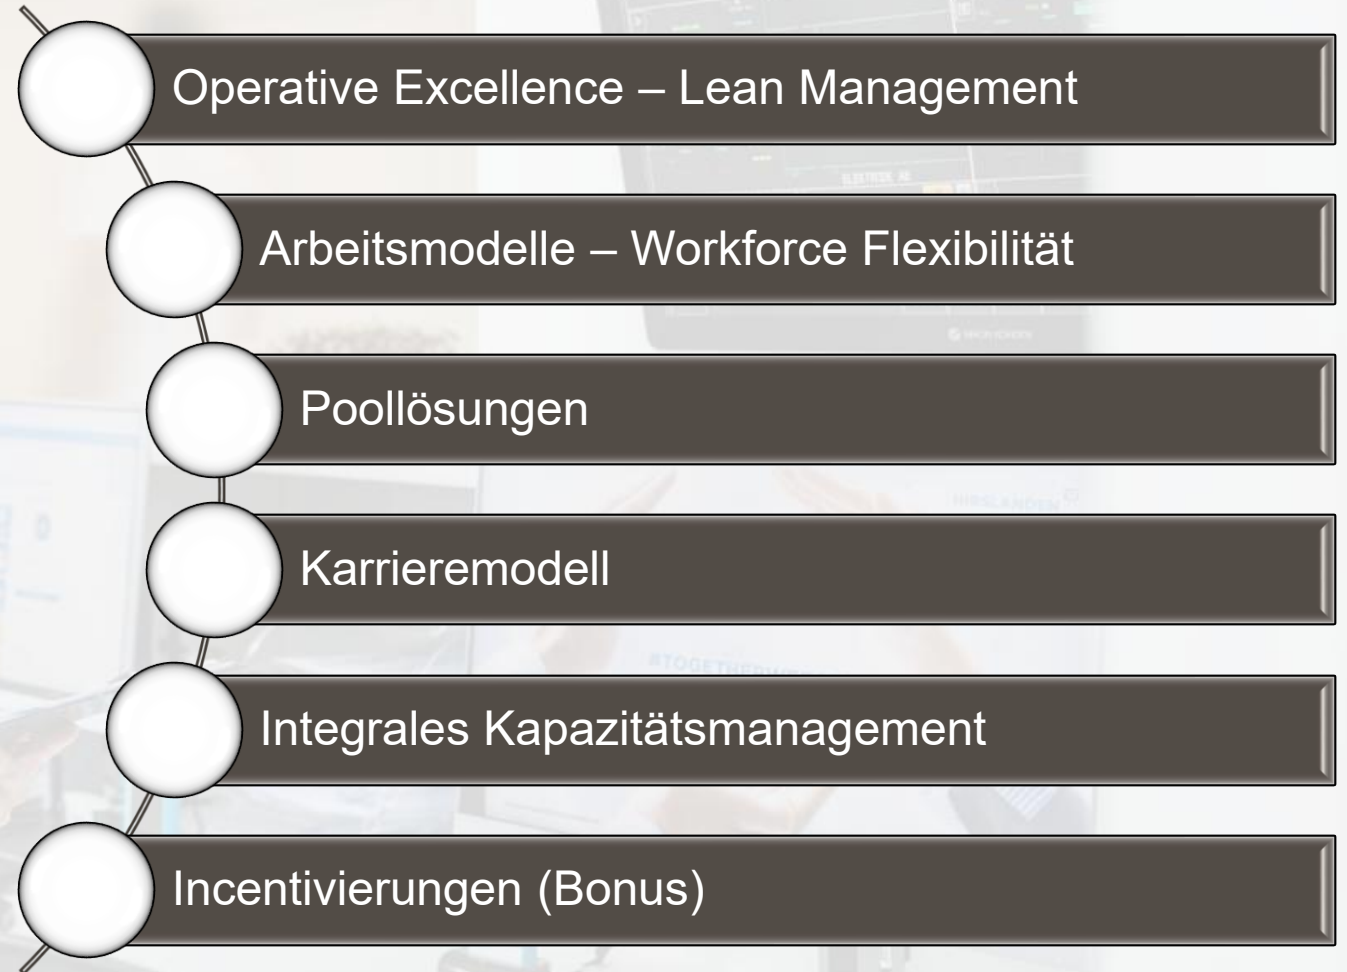 Operative Excellence – Lean Management
Arbeitsmodelle – Workforce Flexibilität
Poollösungen
Karrieremodell
Integrales Kapazitätsmanagement
Incentivierungen (Bonus)